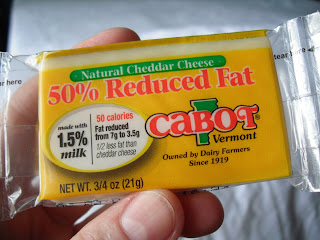 Natural Cheddar Cheese
50% Reduced Fat
made with
1.5%
milk
50 calories
Fat reduced
from 7g to 3.5g
1/2 less fat than
cheddar cheese
CABOT®
Vermont
Owned by Dairy Farmers
Since 1919
NET WT. 3/4 oz (21g)
tear here